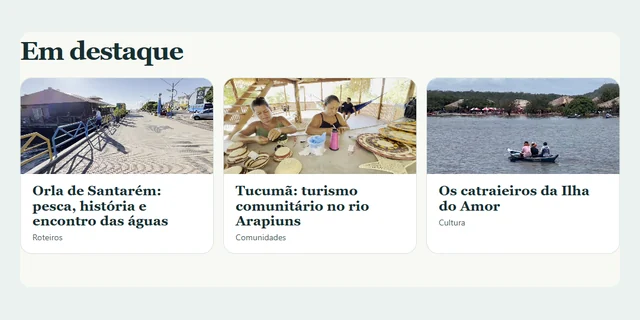 Em destaque
Orla de Santarém:
pesca, história e
encontro das águas
Roteiros
Tucumã: turismo
comunitário no rio
Arapiuns
Comunidades
Os catraieiros da Ilha
do Amor
Cultura